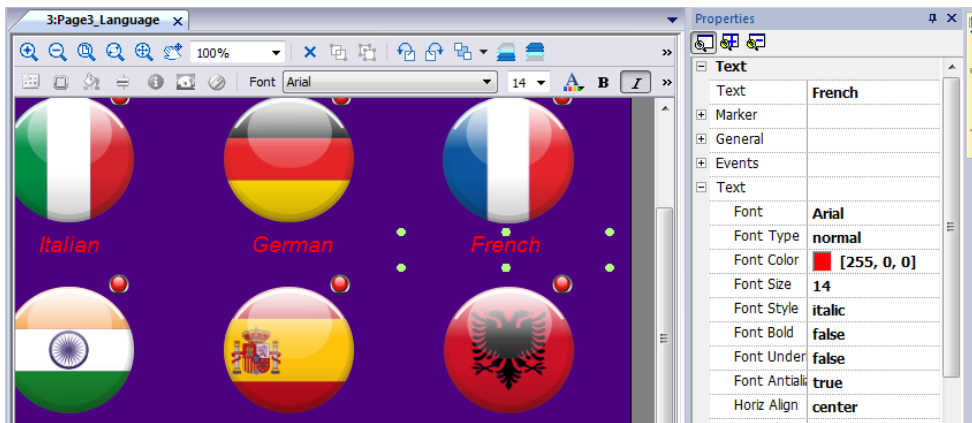 3:Page3_Language
100%
Font Arial 14 A B I
Italian German French
Properties
Text
Text French
Marker
General
Events
Text
Font Arial
Font Type normal
Font Color [255, 0, 0]
Font Size 14
Font Style italic
Font Bold false
Font Under false
Font Antiali true
Horiz Align center